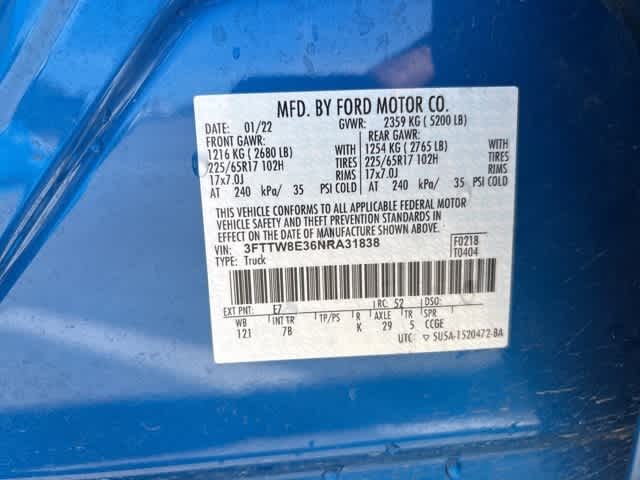 MFD. BY FORD MOTOR CO.
DATE: 01/22 GVWR: 2359 KG ( 5200 LB)
FRONT GAWR: REAR GAWR:
1216 KG ( 2680 LB) WITH 1254 KG ( 2765 LB) WITH
225/65R17 102H TIRES 225/65R17 102H TIRES
17x7.0J RIMS 17x7.0J RIMS
AT 240 kPa/ 35 PSI COLD AT 240 kPa/ 35 PSI COLD
THIS VEHICLE CONFORMS TO ALL APPLICABLE FEDERAL MOTOR
VEHICLE SAFETY AND THEFT PREVENTION STANDARDS IN
EFFECT ON THE DATE OF MANUFACTURE SHOWN ABOVE.
VIN: 3FTTW8E36NRA31838 F0218
TYPE: Truck T0404
EXT PNT: E7 RC: 52 DSO:
WB INT TR TP/PS R AXLE TR SPR
121 7B K 29 5 CCGE
UTC ▽ 5U5A-1520472-BA